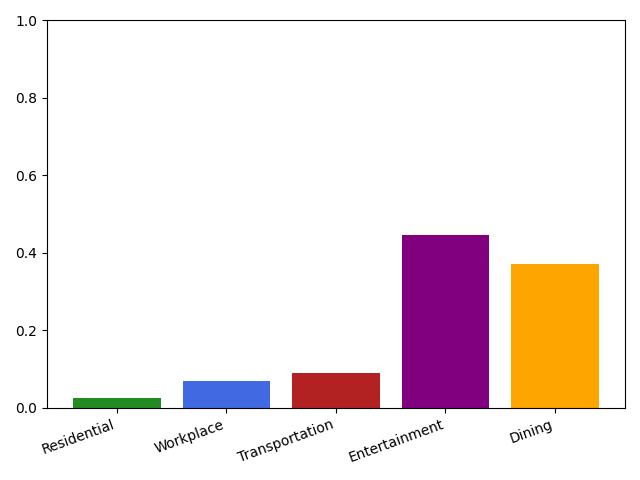 1.0
0.8
0.6
0.4
0.2
0.0
Residential
Workplace
Transportation
Entertainment
Dining